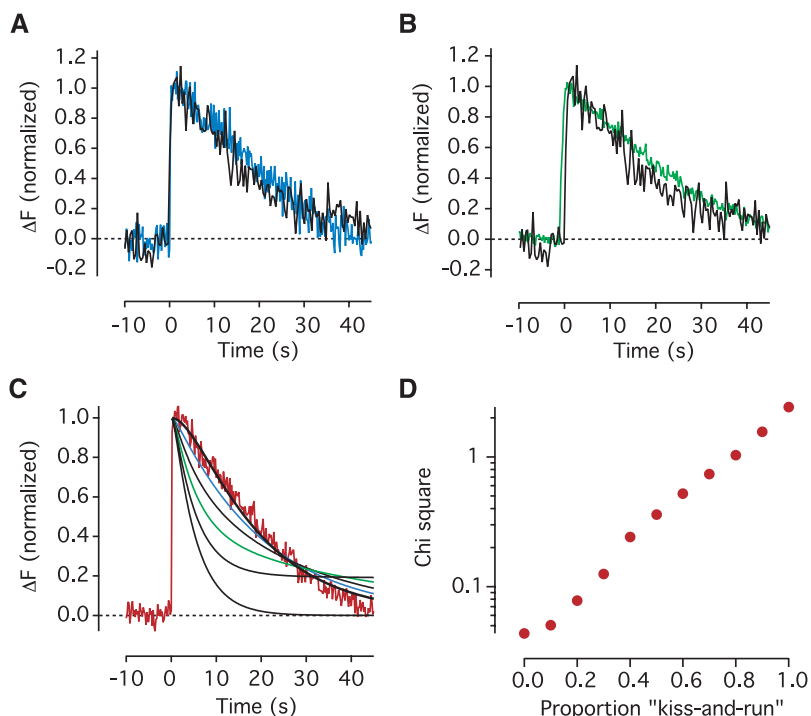 A
ΔF (normalized)
1.2
1.0
0.8
0.6
0.4
0.2
0.0
-0.2
-10 0 10 20 30 40
Time (s)
B
ΔF (normalized)
1.2
1.0
0.8
0.6
0.4
0.2
0.0
-0.2
-10 0 10 20 30 40
Time (s)
C
ΔF (normalized)
1.0
0.8
0.6
0.4
0.2
0.0
-10 0 10 20 30 40
Time (s)
D
Chi square
1
0.1
0.0 0.2 0.4 0.6 0.8 1.0
Proportion "kiss-and-run"